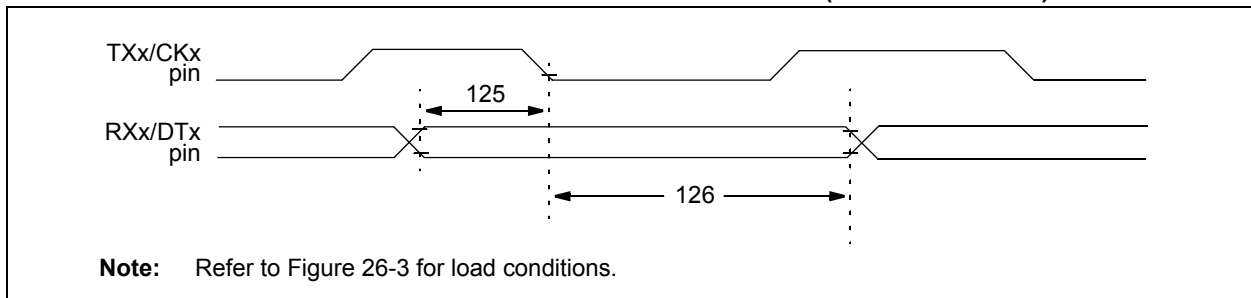 TXx/CKx
pin
125
RXx/DTx
pin
126
Note: Refer to Figure 26-3 for load conditions.